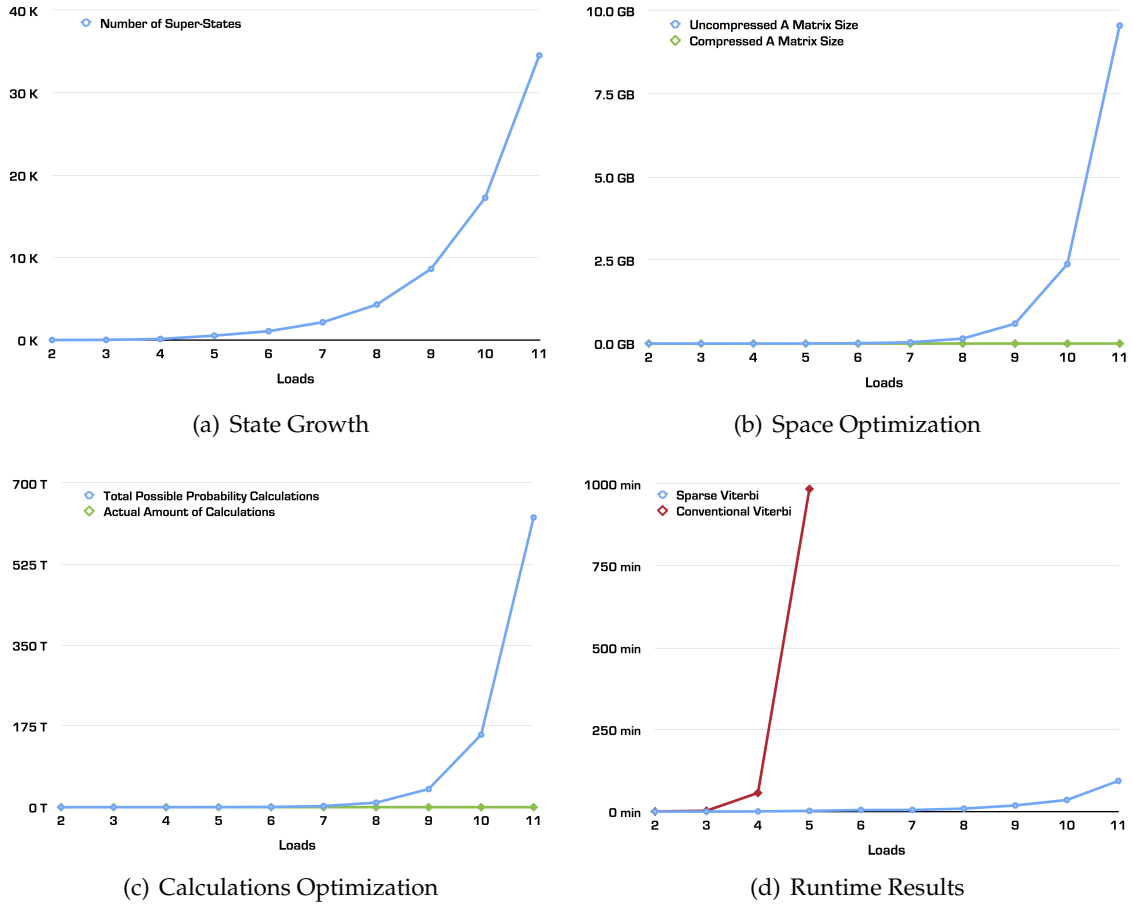 40 K
Number of Super-States
30 K
20 K
10 K
0 K
2 3 4 5 6 7 8 9 10 11
Loads
(a) State Growth
10.0 GB
Uncompressed A Matrix Size
Compressed A Matrix Size
7.5 GB
5.0 GB
2.5 GB
0.0 GB
2 3 4 5 6 7 8 9 10 11
Loads
(b) Space Optimization
700 T
Total Possible Probability Calculations
Actual Amount of Calculations
525 T
350 T
175 T
0 T
2 3 4 5 6 7 8 9 10 11
Loads
(c) Calculations Optimization
1000 min
Sparse Viterbi
Conventional Viterbi
750 min
500 min
250 min
0 min
2 3 4 5 6 7 8 9 10 11
Loads
(d) Runtime Results